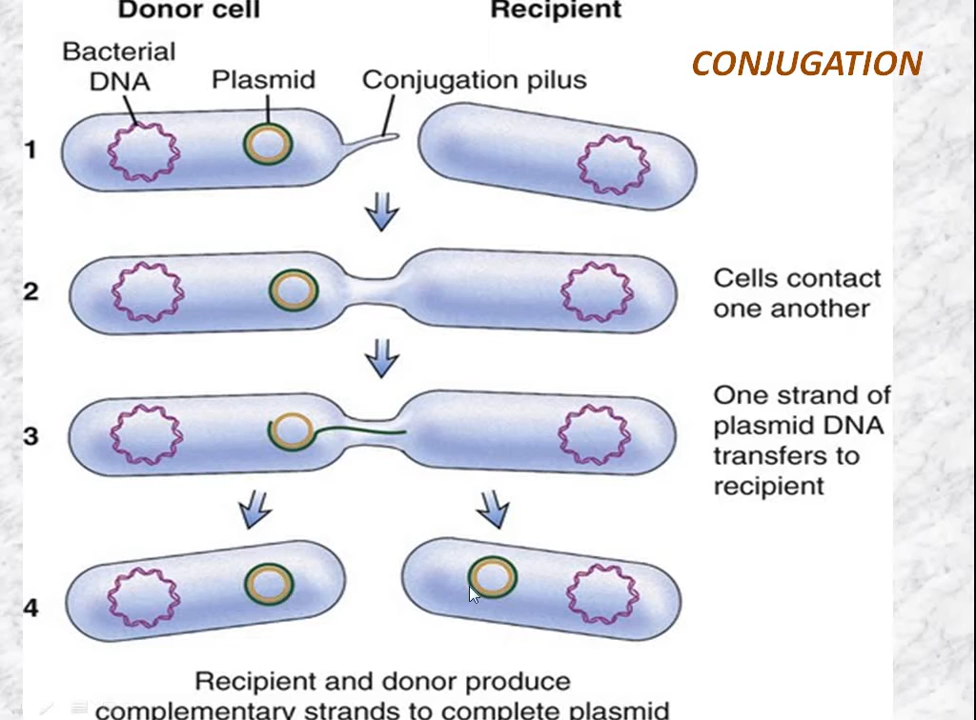 Donor cell
Recipient
CONJUGATION
Bacterial
DNA
Plasmid
Conjugation pilus
1
2
Cells contact
one another
3
One strand of
plasmid DNA
transfers to
recipient
4
Recipient and donor produce
complementary strands to complete plasmid